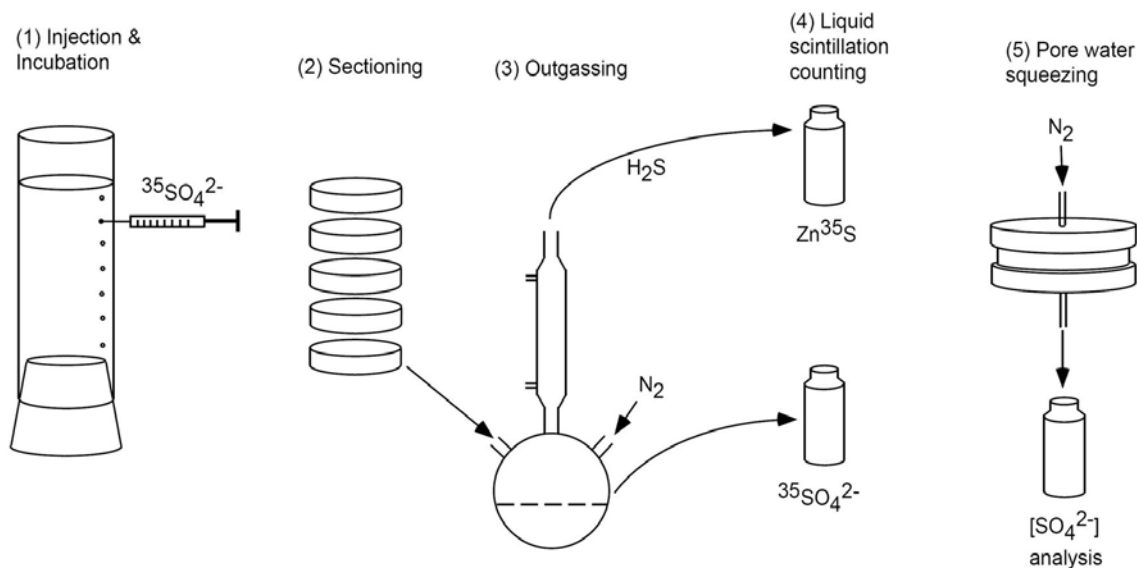 (1) Injection &
Incubation
³⁵SO₄²⁻
(2) Sectioning
(3) Outgassing
H₂S
N₂
(4) Liquid
scintillation
counting
Zn³⁵S
³⁵SO₄²⁻
(5) Pore water
squeezing
N₂
[SO₄²⁻]
analysis